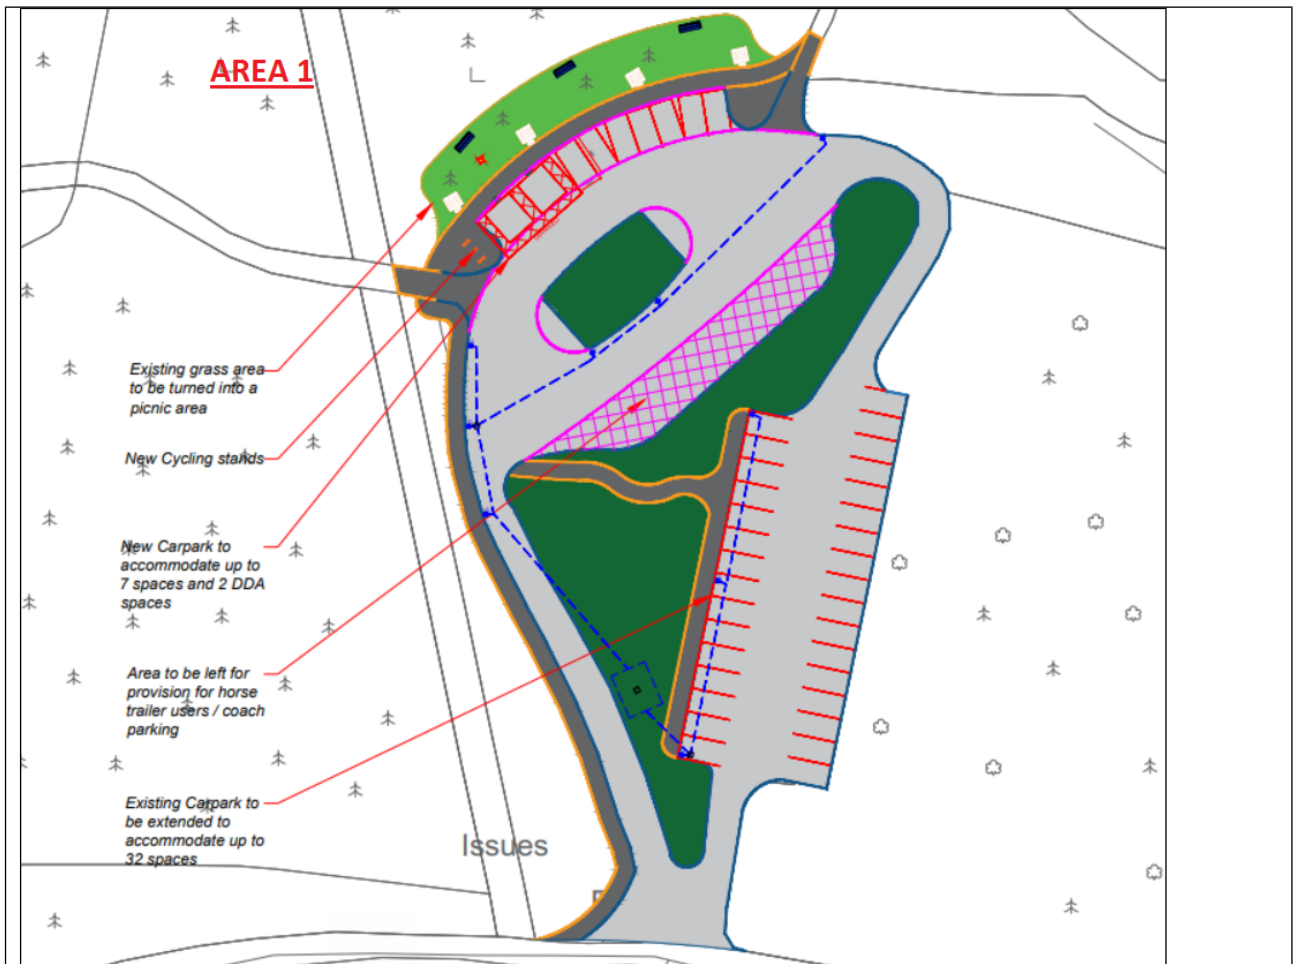 AREA 1
Existing grass area
to be turned into a
picnic area
New Cycling stands
New Carpark to
accommodate up to
7 spaces and 2 DDA
spaces
Area to be left for
provision for horse
trailer users / coach
parking
Existing Carpark to
be extended to
accommodate up to
32 spaces
Issues